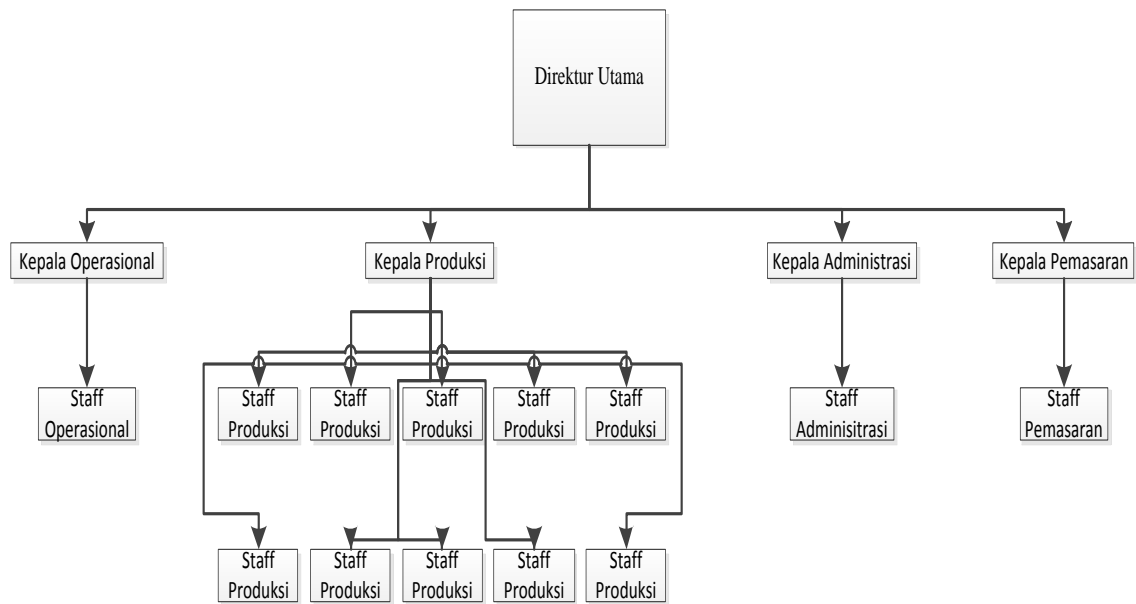 Direktur Utama
Kepala Operasional
Kepala Produksi
Kepala Administrasi
Kepala Pemasaran
Staff
Operasional
Staff
Produksi
Staff
Produksi
Staff
Produksi
Staff
Produksi
Staff
Produksi
Staff
Adminisitrasi
Staff
Pemasaran
Staff
Produksi
Staff
Produksi
Staff
Produksi
Staff
Produksi
Staff
Produksi